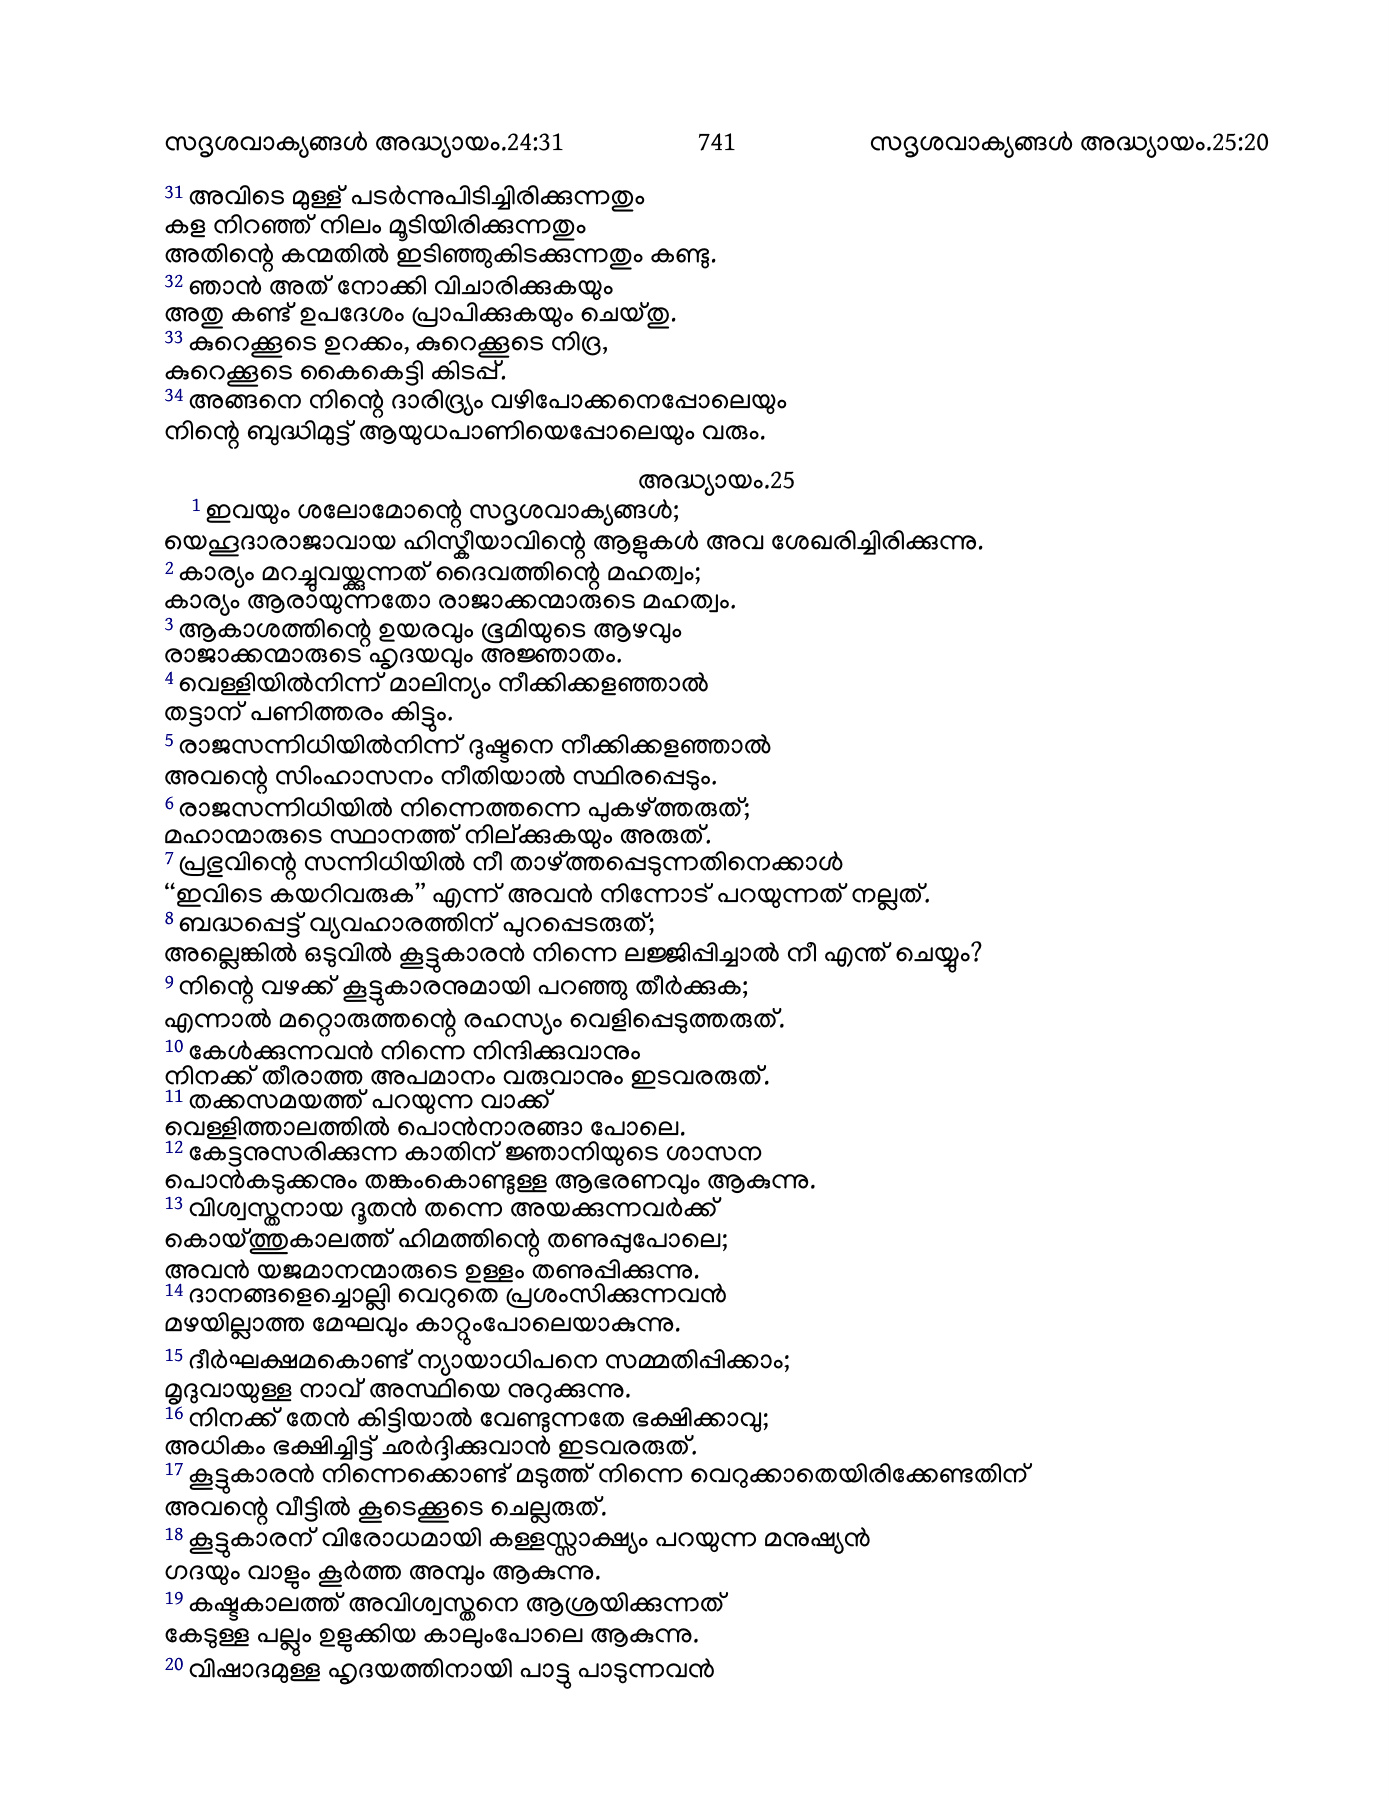 സദൃശവാക്യങ്ങൾ അദ്ധ്യായം.24:31 741 സദൃശവാക്യങ്ങൾ അദ്ധ്യായം.25:20
31 അവിടെ മുള്ള് പടർന്നുപിടിച്ചിരിക്കുന്നതും
കള നിറഞ്ഞ് നിലം മൂടിയിരിക്കുന്നതും
അതിന്റെ കന്മതിൽ ഇടിഞ്ഞുകിടക്കുന്നതും കണ്ടു.
32 ഞാൻ അത് നോക്കി വിചാരിക്കുകയും
അതു കണ്ട് ഉപദേശം പ്രാപിക്കുകയും ചെയ്തു.
33 കുറെക്കൂടെ ഉറക്കം, കുറെക്കൂടെ നിദ്ര,
കുറെക്കൂടെ കൈകെട്ടി കിടപ്പ്.
34 അങ്ങനെ നിന്റെ ദാരിദ്ര്യം വഴിപോക്കനെപ്പോലെയും
നിന്റെ ബുദ്ധിമുട്ട് ആയുധപാണിയെപ്പോലെയും വരും.
അദ്ധ്യായം.25
1 ഇവയും ശലോമോന്റെ സദൃശവാക്യങ്ങൾ;
യെഹൂദാരാജാവായ ഹിസ്കീയാവിന്റെ ആളുകൾ അവ ശേഖരിച്ചിരിക്കുന്നു.
2 കാര്യം മറച്ചുവയ്ക്കുന്നത് ദൈവത്തിന്റെ മഹത്വം;
കാര്യം ആരായുന്നതോ രാജാക്കന്മാരുടെ മഹത്വം.
3 ആകാശത്തിന്റെ ഉയരവും ഭൂമിയുടെ ആഴവും
രാജാക്കന്മാരുടെ ഹൃദയവും അജ്ഞാതം.
4 വെള്ളിയിൽനിന്ന് മാലിന്യം നീക്കിക്കളഞ്ഞാൽ
തട്ടാന് പണിത്തരം കിട്ടും.
5 രാജസന്നിധിയിൽനിന്ന് ദുഷ്ടനെ നീക്കിക്കളഞ്ഞാൽ
അവന്റെ സിംഹാസനം നീതിയാൽ സ്ഥിരപ്പെടും.
6 രാജസന്നിധിയിൽ നിന്നെത്തന്നെ പുകഴ്ത്തരുത്;
മഹാന്മാരുടെ സ്ഥാനത്ത് നില്ക്കുകയും അരുത്.
7 പ്രഭുവിന്റെ സന്നിധിയിൽ നീ താഴ്ത്തപ്പെടുന്നതിനെക്കാൾ
“ഇവിടെ കയറിവരുക” എന്ന് അവൻ നിന്നോട് പറയുന്നത് നല്ലത്.
8 ബദ്ധപ്പെട്ട് വ്യവഹാരത്തിന് പുറപ്പെടരുത്;
അല്ലെങ്കിൽ ഒടുവിൽ കൂട്ടുകാരൻ നിന്നെ ലജ്ജിപ്പിച്ചാൽ നീ എന്ത് ചെയ്യും?
9 നിന്റെ വഴക്ക് കൂട്ടുകാരനുമായി പറഞ്ഞു തീർക്കുക;
എന്നാൽ മറ്റൊരുത്തന്റെ രഹസ്യം വെളിപ്പെടുത്തരുത്.
10 കേൾക്കുന്നവൻ നിന്നെ നിന്ദിക്കുവാനും
നിനക്ക് തീരാത്ത അപമാനം വരുവാനും ഇടവരരുത്.
11 തക്കസമയത്ത് പറയുന്ന വാക്ക്
വെള്ളിത്താലത്തിൽ പൊൻനാരങ്ങാ പോലെ.
12 കേട്ടനുസരിക്കുന്ന കാതിന് ജ്ഞാനിയുടെ ശാസന
പൊൻകടുക്കനും തങ്കംകൊണ്ടുള്ള ആഭരണവും ആകുന്നു.
13 വിശ്വസ്തനായ ദൂതൻ തന്നെ അയക്കുന്നവർക്ക്
കൊയ്ത്തുകാലത്ത് ഹിമത്തിന്റെ തണുപ്പുപോലെ;
അവൻ യജമാനന്മാരുടെ ഉള്ളം തണുപ്പിക്കുന്നു.
14 ദാനങ്ങളെച്ചൊല്ലി വെറുതെ പ്രശംസിക്കുന്നവൻ
മഴയില്ലാത്ത മേഘവും കാറ്റുംപോലെയാകുന്നു.
15 ദീർഘക്ഷമകൊണ്ട് ന്യായാധിപനെ സമ്മതിപ്പിക്കാം;
മൃദുവായുള്ള നാവ് അസ്ഥിയെ നുറുക്കുന്നു.
16 നിനക്ക് തേൻ കിട്ടിയാൽ വേണ്ടുന്നതേ ഭക്ഷിക്കാവു;
അധികം ഭക്ഷിച്ചിട്ട് ഛർദ്ദിക്കുവാൻ ഇടവരരുത്.
17 കൂട്ടുകാരൻ നിന്നെക്കൊണ്ട് മടുത്ത് നിന്നെ വെറുക്കാതെയിരിക്കേണ്ടതിന്
അവന്റെ വീട്ടിൽ കൂടെക്കൂടെ ചെല്ലരുത്.
18 കൂട്ടുകാരന് വിരോധമായി കള്ളസ്സാക്ഷ്യം പറയുന്ന മനുഷ്യൻ
ഗദയും വാളും കൂർത്ത അമ്പും ആകുന്നു.
19 കഷ്ടകാലത്ത് അവിശ്വസ്തനെ ആശ്രയിക്കുന്നത്
കേടുള്ള പല്ലും ഉളുക്കിയ കാലുംപോലെ ആകുന്നു.
20 വിഷാദമുള്ള ഹൃദയത്തിനായി പാട്ടു പാടുന്നവൻ